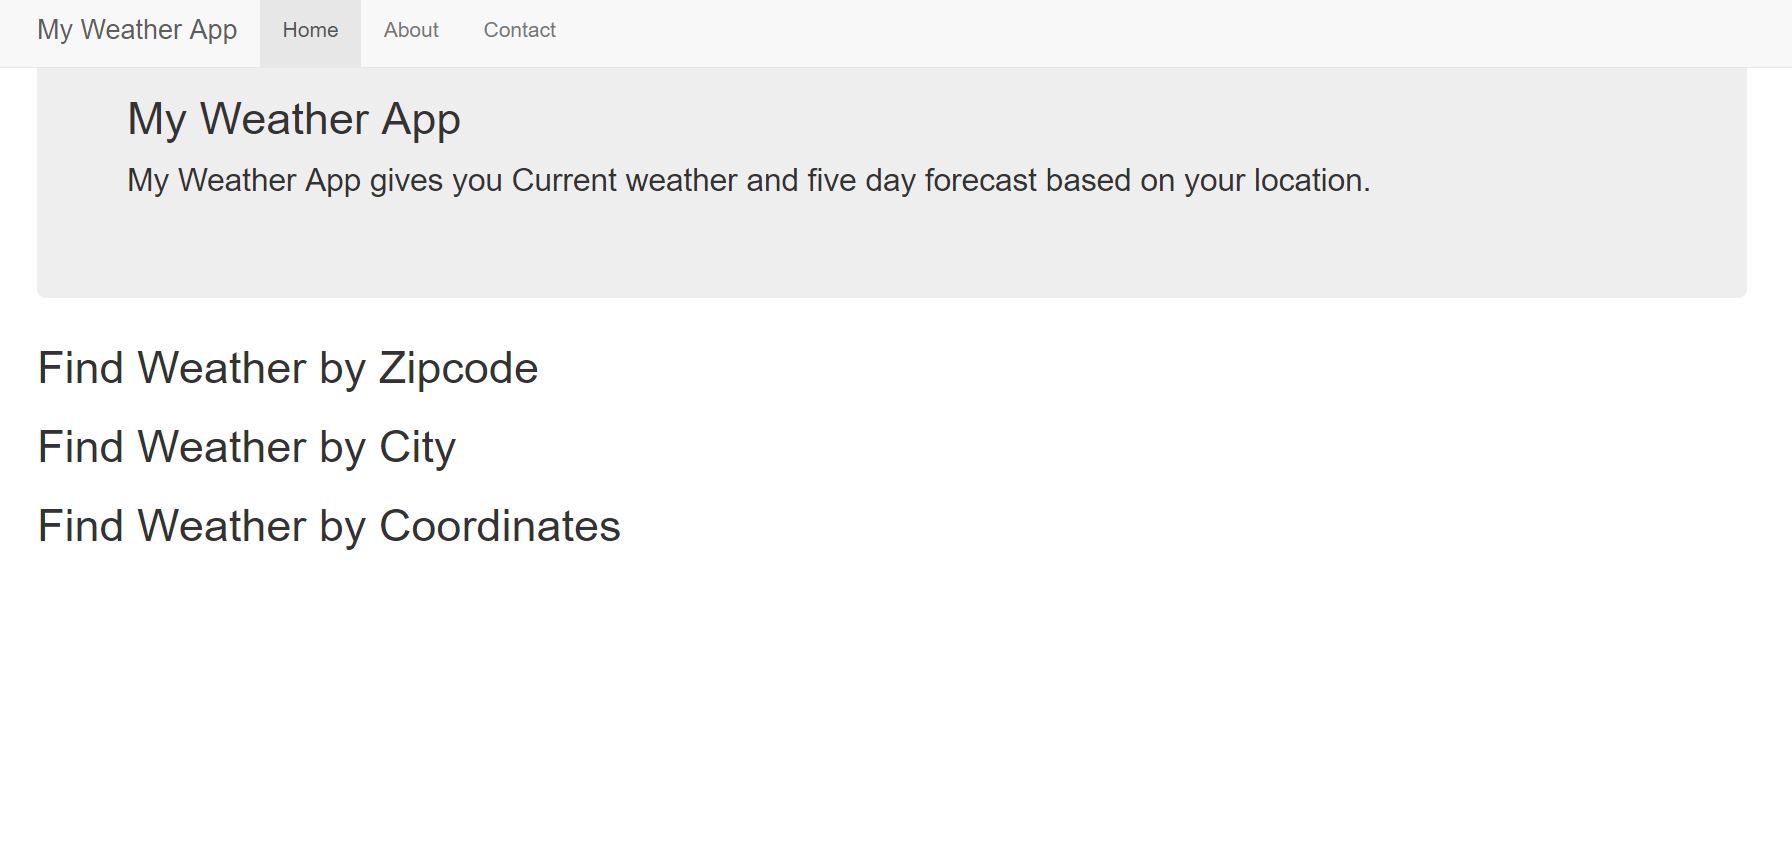 My Weather App Home About Contact
My Weather App
My Weather App gives you Current weather and five day forecast based on your location.
Find Weather by Zipcode
Find Weather by City
Find Weather by Coordinates